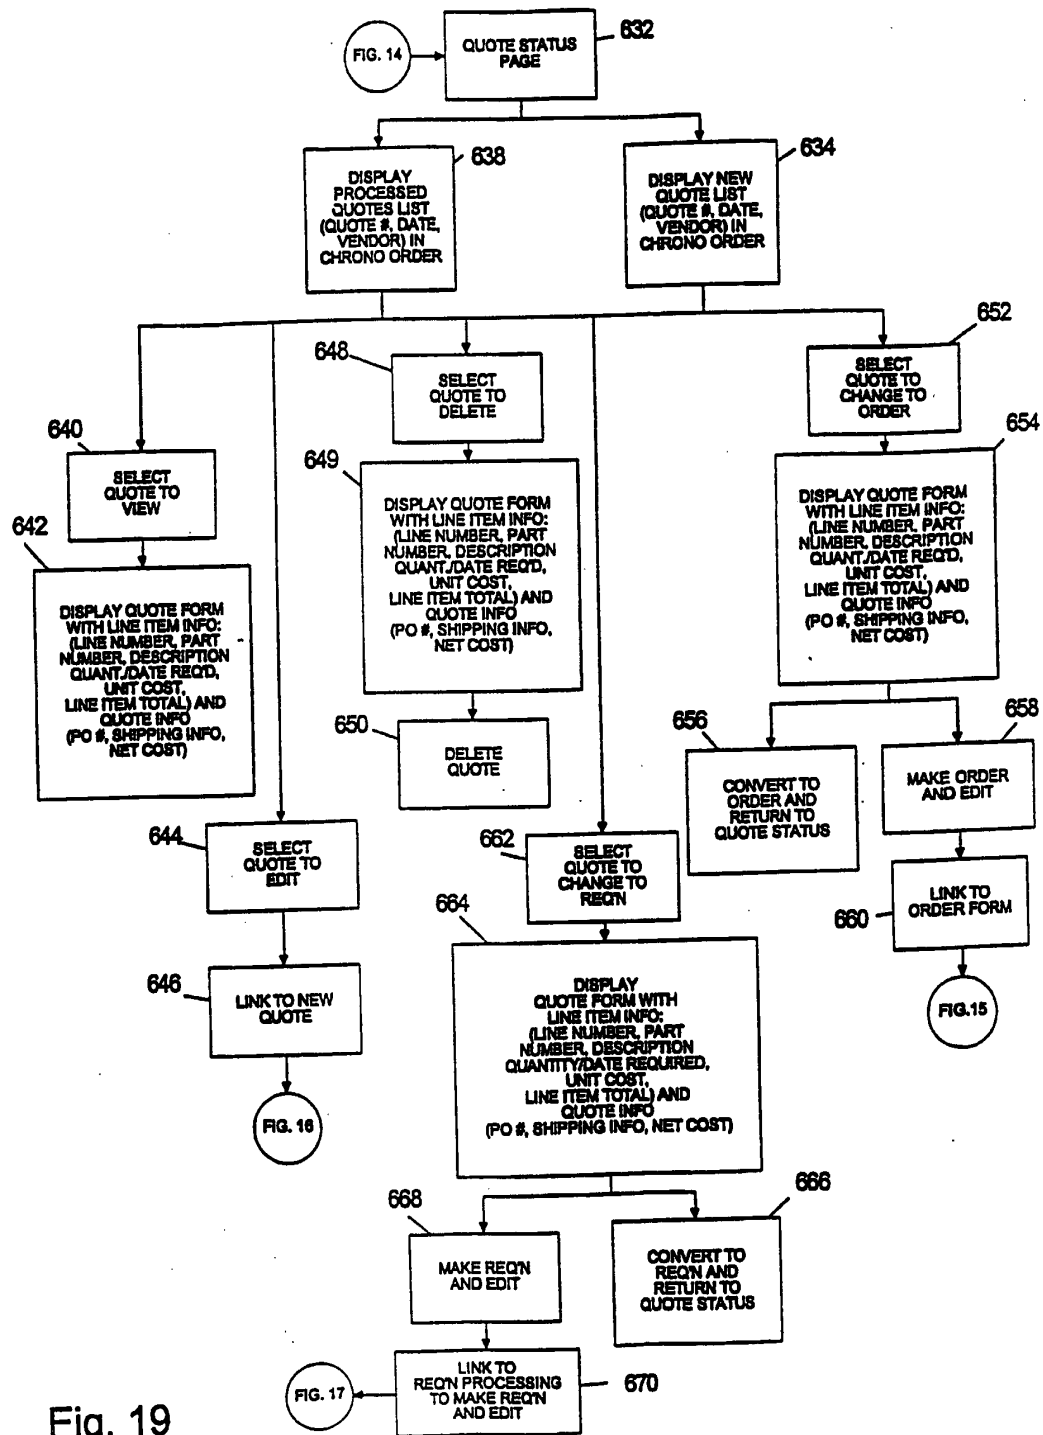 632
FIG. 14
QUOTE STATUS
PAGE
638
634
DISPLAY
PROCESSED
QUOTES LIST
(QUOTE #, DATE,
VENDOR) IN
CHRONO ORDER
DISPLAY NEW
QUOTE LIST
(QUOTE #, DATE,
VENDOR) IN
CHRONO ORDER
648
SELECT
QUOTE TO
DELETE
652
SELECT
QUOTE TO
CHANGE TO
ORDER
640
SELECT
QUOTE TO
VIEW
649
DISPLAY QUOTE FORM
WITH LINE ITEM INFO:
(LINE NUMBER, PART
NUMBER, DESCRIPTION
QUANT./DATE REQ'D,
UNIT COST,
LINE ITEM TOTAL) AND
QUOTE INFO
(PO #, SHIPPING INFO,
NET COST)
654
DISPLAY QUOTE FORM
WITH LINE ITEM INFO:
(LINE NUMBER, PART
NUMBER, DESCRIPTION
QUANT./DATE REQ'D,
UNIT COST,
LINE ITEM TOTAL) AND
QUOTE INFO
(PO #, SHIPPING INFO,
NET COST)
642
DISPLAY QUOTE FORM
WITH LINE ITEM INFO:
(LINE NUMBER, PART
NUMBER, DESCRIPTION
QUANT./DATE REQ'D,
UNIT COST,
LINE ITEM TOTAL) AND
QUOTE INFO
(PO #, SHIPPING INFO,
NET COST)
650
DELETE
QUOTE
656
CONVERT TO
ORDER AND
RETURN TO
QUOTE STATUS
658
MAKE ORDER
AND EDIT
644
SELECT
QUOTE TO
EDIT
662
SELECT
QUOTE TO
CHANGE TO
REQ'N
660
LINK TO
ORDER FORM
FIG.15
646
LINK TO NEW
QUOTE
FIG. 16
664
DISPLAY
QUOTE FORM WITH
LINE ITEM INFO:
(LINE NUMBER, PART
NUMBER, DESCRIPTION
QUANTITY/DATE REQUIRED,
UNIT COST,
LINE ITEM TOTAL) AND
QUOTE INFO
(PO #, SHIPPING INFO, NET COST)
668
MAKE REQ'N
AND EDIT
666
CONVERT TO
REQ'N AND
RETURN TO
QUOTE STATUS
FIG. 17
LINK TO
REQ'N PROCESSING
TO MAKE REQ'N
AND EDIT
670
Fig. 19